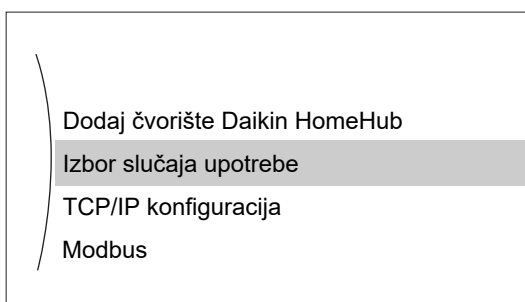 Dodaj čvorište Daikin HomeHub
Izbor slučaja upotrebe
TCP/IP konfiguracija
Modbus